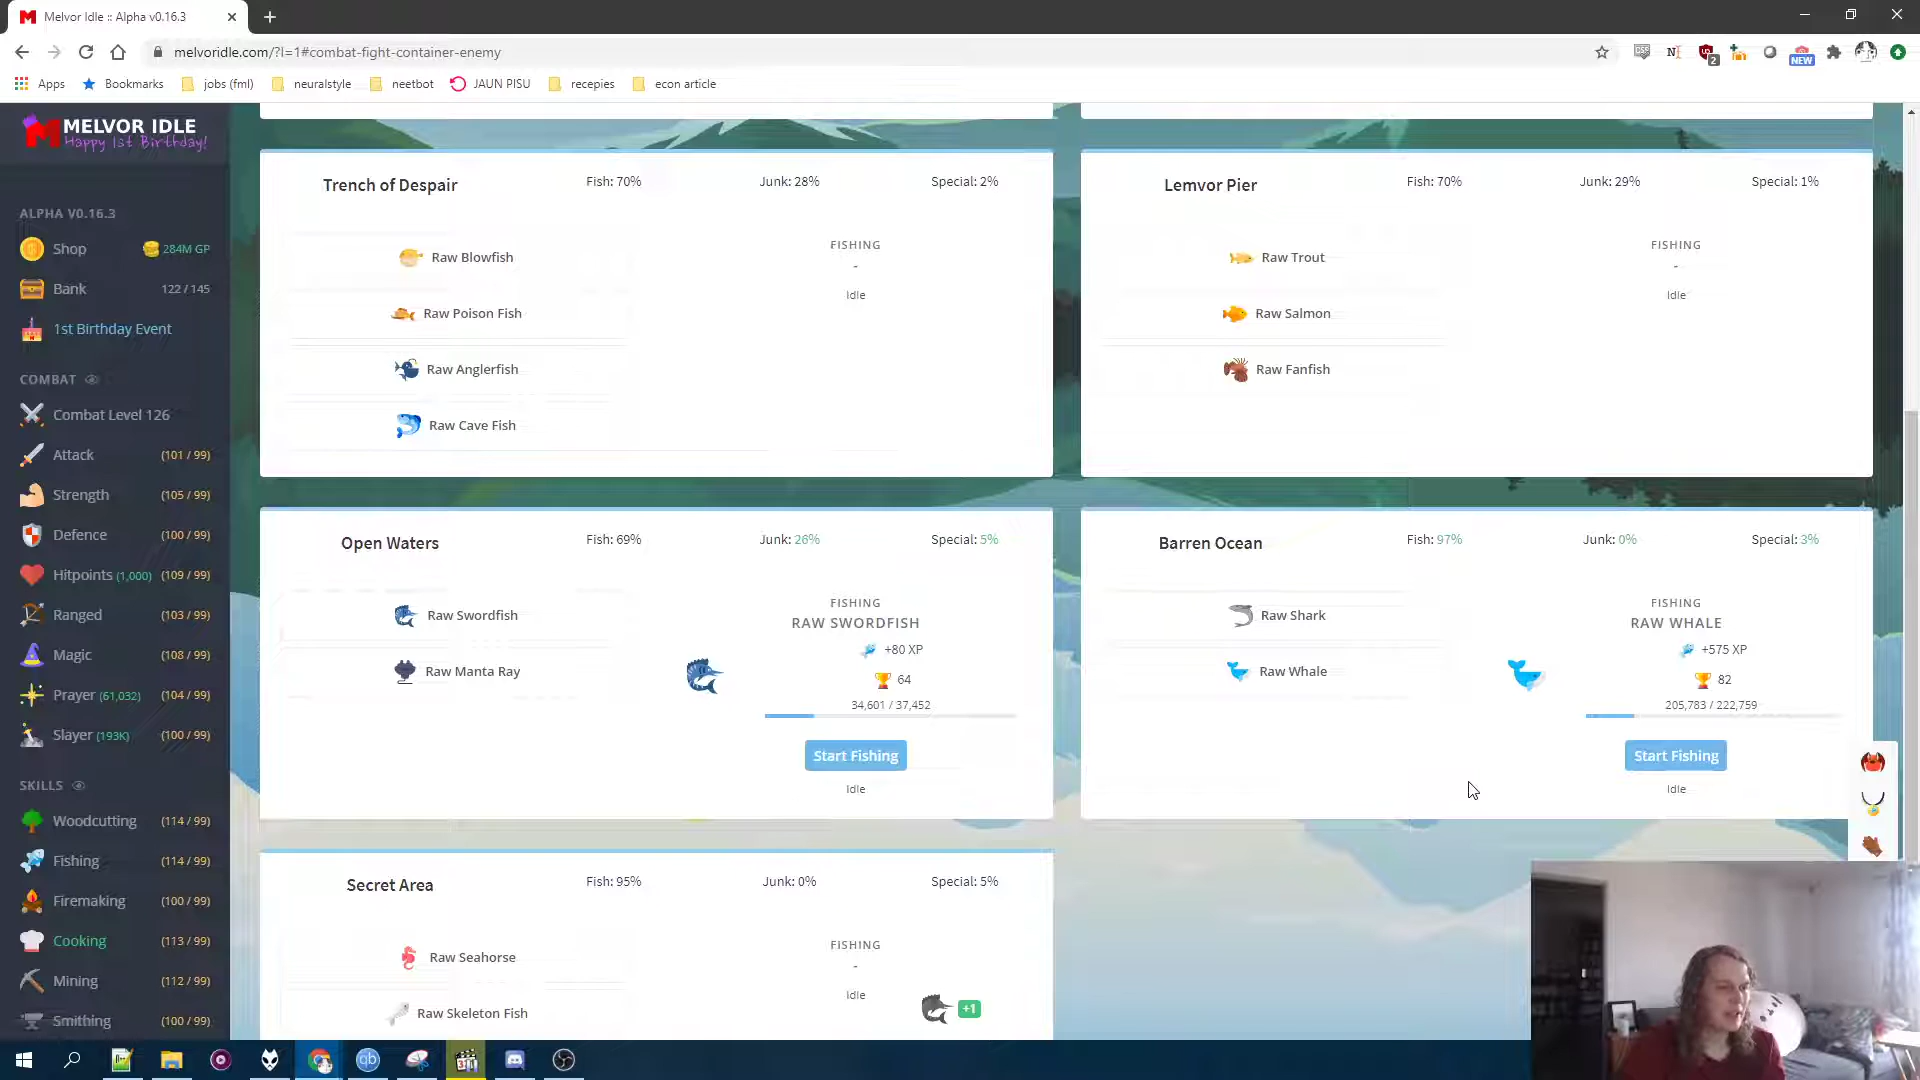 Melvor Idle :: Alpha v0.16.3
melvoridle.com/?l=1#combat-fight-container-enemy
2
NEW
Apps Bookmarks jobs (fml) neuralstyle neetbot JAUN PISU recepies econ article
MELVOR IDLE
Happy 1st Birthday!
ALPHA V0.16.3
Shop 284M GP
Bank 122 / 145
1st Birthday Event
COMBAT
Combat Level 126
Attack (101 / 99)
Strength (105 / 99)
Defence (100 / 99)
Hitpoints (1,000) (109 / 99)
Ranged (103 / 99)
Magic (108 / 99)
Prayer (61,032) (104 / 99)
Slayer (193K) (100 / 99)
SKILLS
Woodcutting (114 / 99)
Fishing (114 / 99)
Firemaking (100 / 99)
Cooking (113 / 99)
Mining (112 / 99)
Smithing (100 / 99)
Trench of Despair Fish: 70% Junk: 28% Special: 2%
Raw Blowfish
Raw Poison Fish
Raw Anglerfish
Raw Cave Fish
FISHING
-
Idle
Lemvor Pier Fish: 70% Junk: 29% Special: 1%
Raw Trout
Raw Salmon
Raw Fanfish
FISHING
-
Idle
Open Waters Fish: 69% Junk: 26% Special: 5%
Raw Swordfish
Raw Manta Ray
FISHING
RAW SWORDFISH
+80 XP
64
34,601 / 37,452
Start Fishing
Idle
Barren Ocean Fish: 97% Junk: 0% Special: 3%
Raw Shark
Raw Whale
FISHING
RAW WHALE
+575 XP
82
205,783 / 222,759
Start Fishing
Idle
Secret Area Fish: 95% Junk: 0% Special: 5%
Raw Seahorse
Raw Skeleton Fish
FISHING
-
Idle
+1
qb